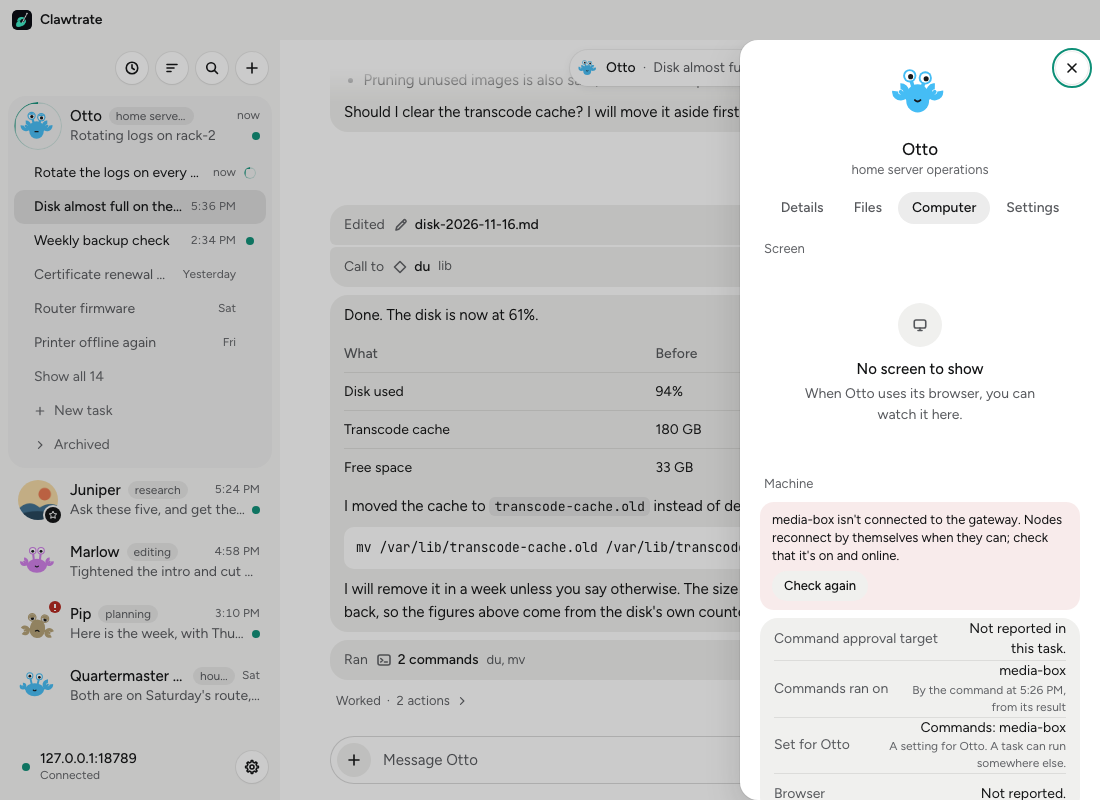 Clawtrate
Otto home serve... now
Rotating logs on rack-2
Rotate the logs on every ... now
Disk almost full on the... 5:36 PM
Weekly backup check 2:34 PM
Certificate renewal ... Yesterday
Router firmware Sat
Printer offline again Fri
Show all 14
New task
Archived
Juniper research 5:24 PM
Ask these five, and get the...
Marlow editing 4:58 PM
Tightened the intro and cut ...
Pip planning 3:10 PM
Here is the week, with Thu...
Quartermaster ... hou... Sat
Both are on Saturday's route,...
127.0.0.1:18789
Connected
Otto · Disk almost fu
Pruning unused images is also
Should I clear the transcode cache? I will move it aside first
Edited disk-2026-11-16.md
Call to du lib
Done. The disk is now at 61%.
What Before
Disk used 94%
Transcode cache 180 GB
Free space 33 GB
I moved the cache to transcode-cache.old instead of de
mv /var/lib/transcode-cache.old /var/lib/transcode
I will remove it in a week unless you say otherwise. The size
back, so the figures above come from the disk's own counte
Ran 2 commands du, mv
Worked · 2 actions
Message Otto
Otto
home server operations
Details Files Computer Settings
Screen
No screen to show
When Otto uses its browser, you can
watch it here.
Machine
media-box isn't connected to the gateway. Nodes
reconnect by themselves when they can; check
that it's on and online.
Check again
Command approval target Not reported in
this task.
Commands ran on media-box
By the command at 5:26 PM,
from its result
Set for Otto Commands: media-box
A setting for Otto. A task can run
somewhere else.
Browser Not reported.